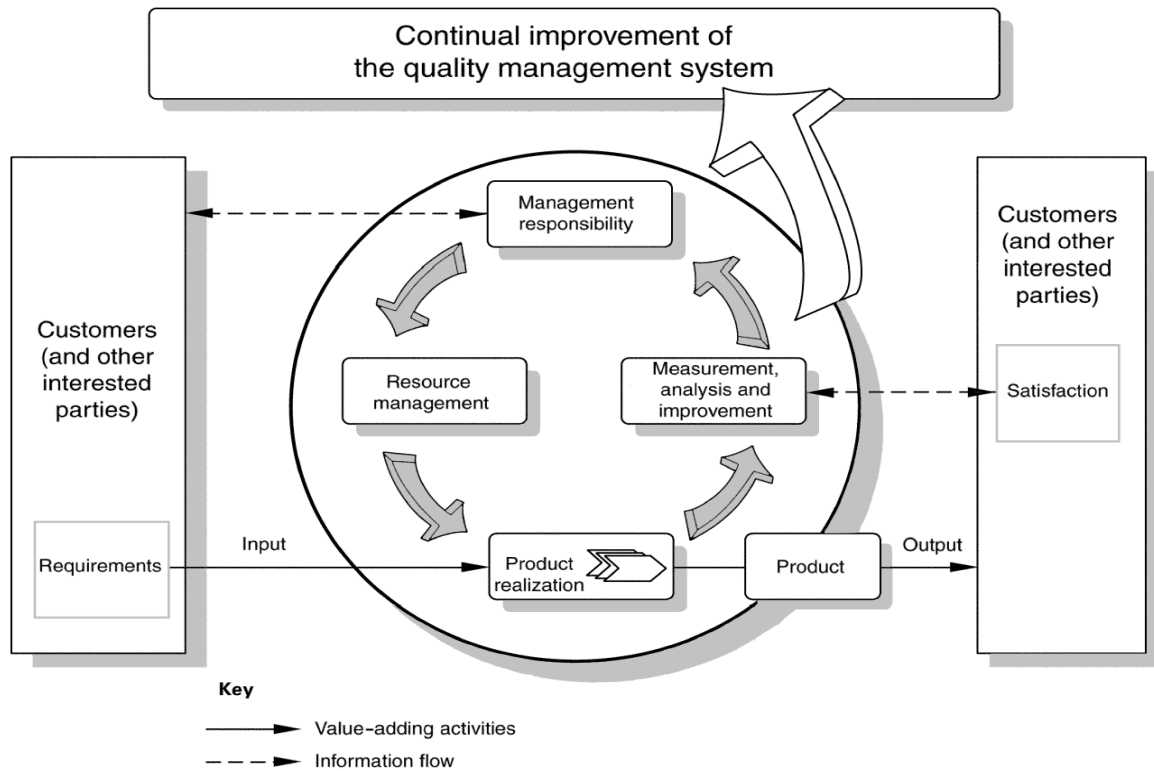 Continual improvement of
the quality management system
Customers
(and other
interested
parties)
Requirements
Input
Management
responsibility
Resource
management
Measurement,
analysis and
improvement
Product
realization
Product
Output
Customers
(and other
interested
parties)
Satisfaction
Key
Value-adding activities
Information flow